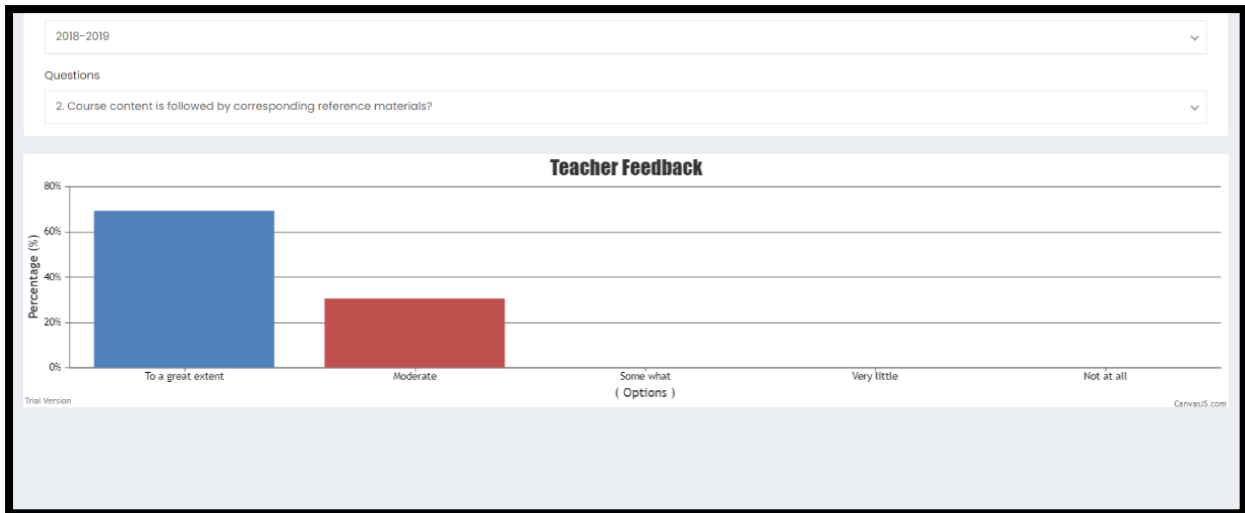 2018-2019
Questions
2. Course content is followed by corresponding reference materials?
Teacher Feedback
80%
60%
40%
20%
0%
Percentage (%)
To a great extent
Moderate
Some what
Very little
Not at all
( Options )
Trial Version
CanvasJS.com